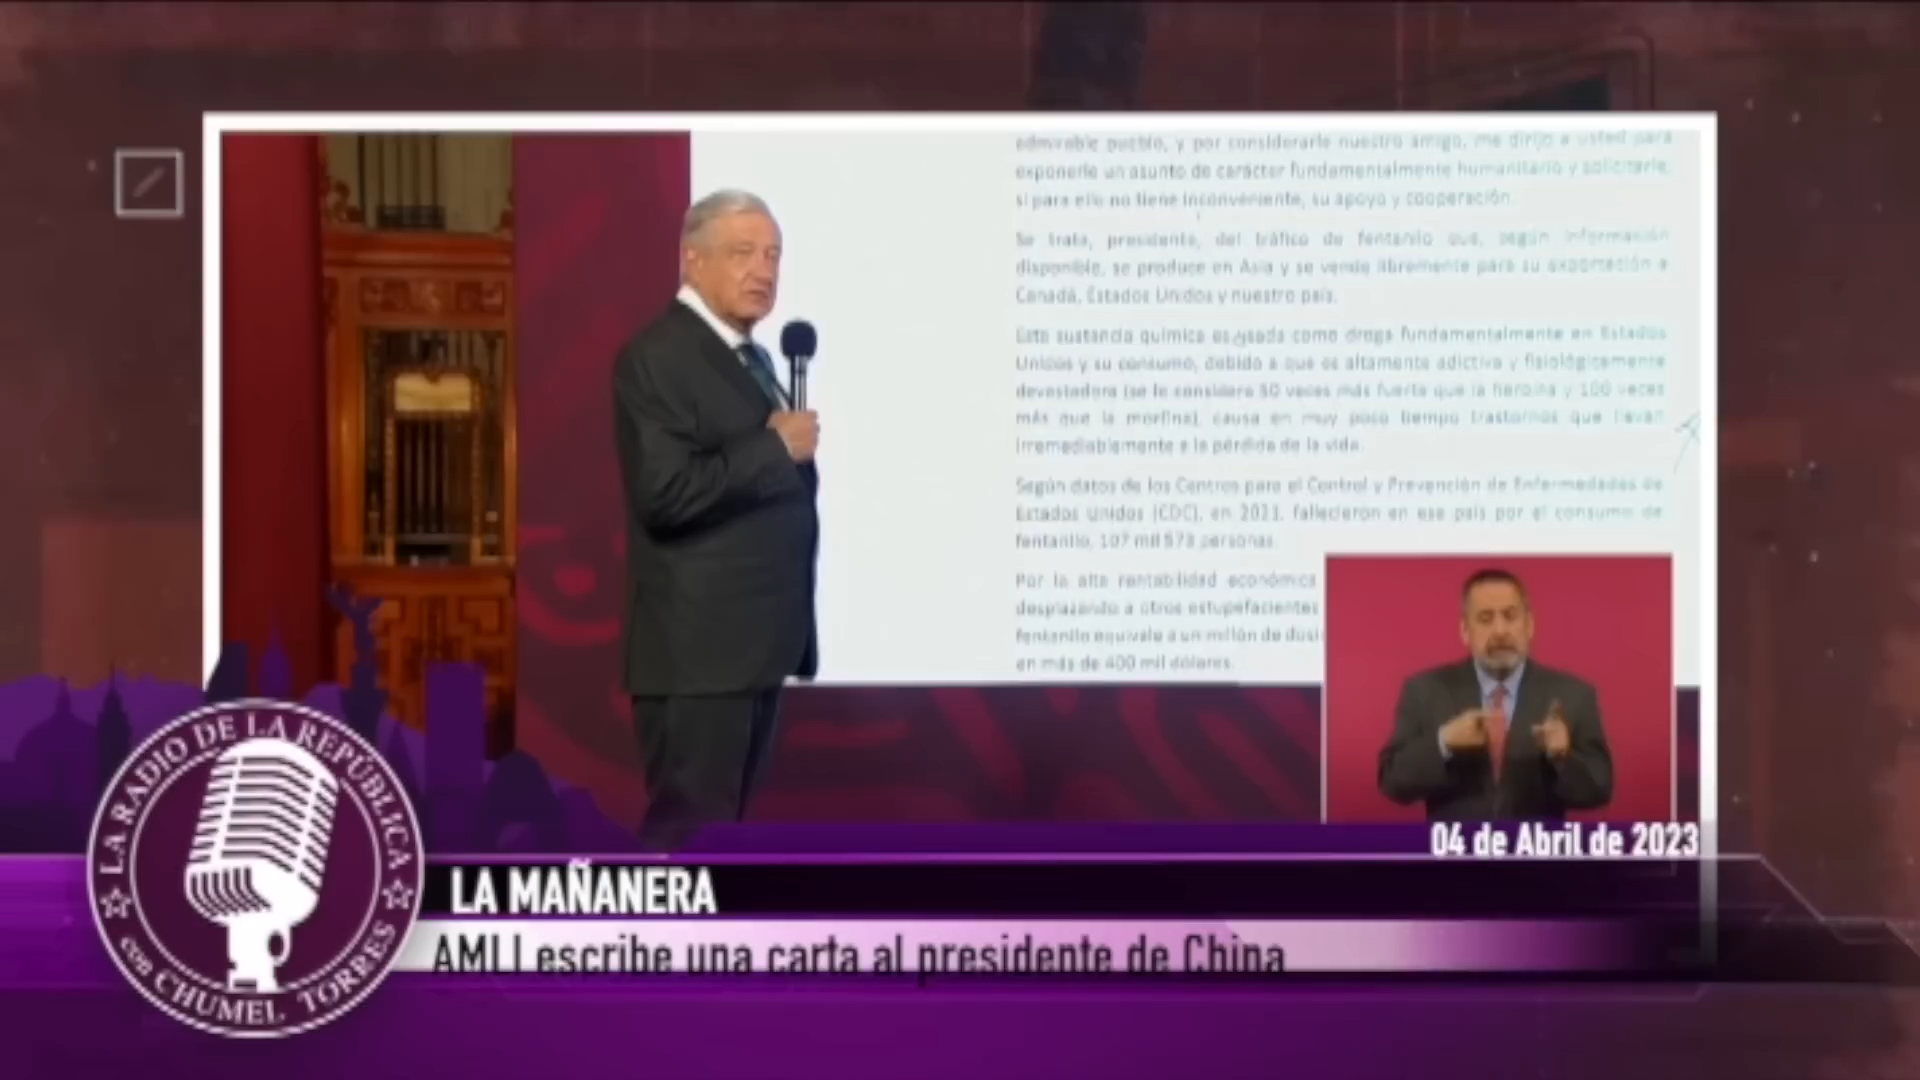 admirable pueblo, y por considerarle nuestro amigo, me dirijo a usted para
exponerle un asunto de carácter fundamentalmente humanitario y solicitarle,
si para ello no tiene inconveniente, su apoyo y cooperación.
Se trata, presidente, del tráfico de fentanilo que, según información
disponible, se produce en Asia y se vende libremente para su exportación a
Canadá, Estados Unidos y nuestro país.
Esta sustancia química es usada como droga fundamentalmente en Estados
Unidos y su consumo, debido a que es altamente adictiva y fisiológicamente
devastadora (se le considera 50 veces más fuerte que la heroína y 100 veces
más que la morfina), causa en muy poco tiempo trastornos que llevan
irremediablemente a la pérdida de la vida.
Según datos de los Centros para el Control y Prevención de Enfermedades de
Estados Unidos (CDC), en 2021, fallecieron en ese país por el consumo de
fentanilo, 107 mil 573 personas.
Por la alta rentabilidad económica
desplazando a otros estupefacientes
fentanilo equivale a un millón de dosi
en más de 400 mil dólares.
04 de Abril de 2023
LA RADIO DE LA REPÚBLICA
con CHUMEL TORRES
LA MAÑANERA
AMLI escribe una carta al presidente de China